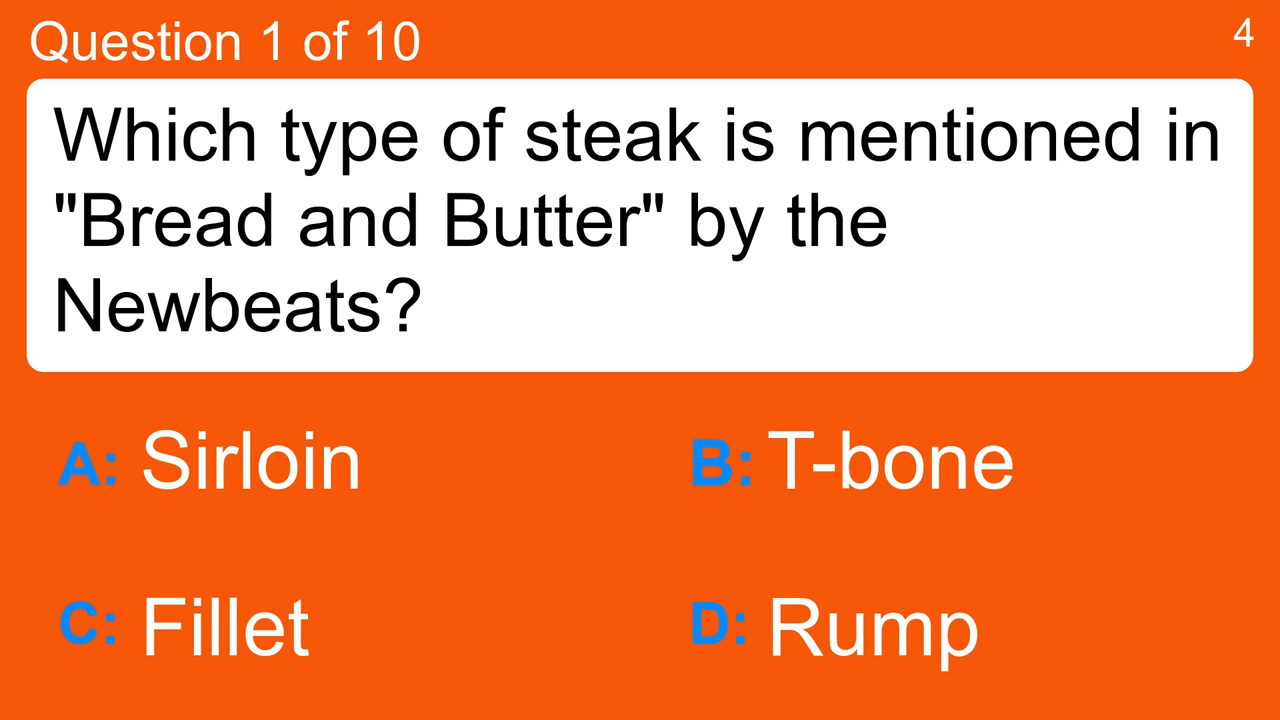 Question 1 of 10
4
Which type of steak is mentioned in
"Bread and Butter" by the
Newbeats?
A: Sirloin
B: T-bone
C: Fillet
D: Rump